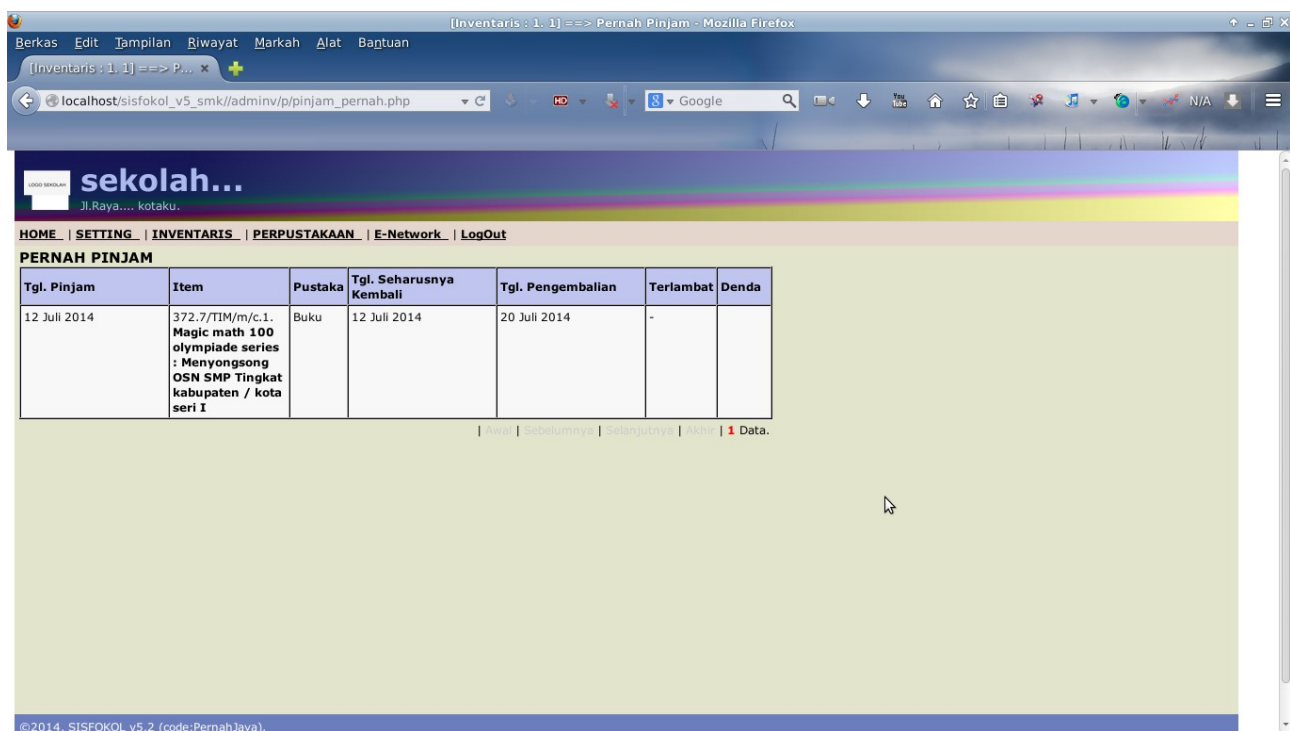 [Inventaris : 1. 1] ==> Pernah Pinjam - Mozilla Firefox
Berkas Edit Tampilan Riwayat Markah Alat Bantuan
[Inventaris : 1. 1] ==> P...
localhost/sisfokol_v5_smk//adminv/p/pinjam_pernah.php
Google
N/A
LOGO SEKOLAH
sekolah...
Jl.Raya.... kotaku.
HOME | SETTING | INVENTARIS | PERPUSTAKAAN | E-Network | LogOut
PERNAH PINJAM
Tgl. Pinjam Item Pustaka Tgl. Seharusnya Kembali Tgl. Pengembalian Terlambat Denda
12 Juli 2014 372.7/TIM/m/c.1. Buku 12 Juli 2014 20 Juli 2014 -
Magic math 100
olympiade series
: Menyongsong
OSN SMP Tingkat
kabupaten / kota
seri I
| Awal | Sebelumnya | Selanjutnya | Akhir | 1 Data.
©2014. SISFOKOL v5.2 (code:PernahJaya).